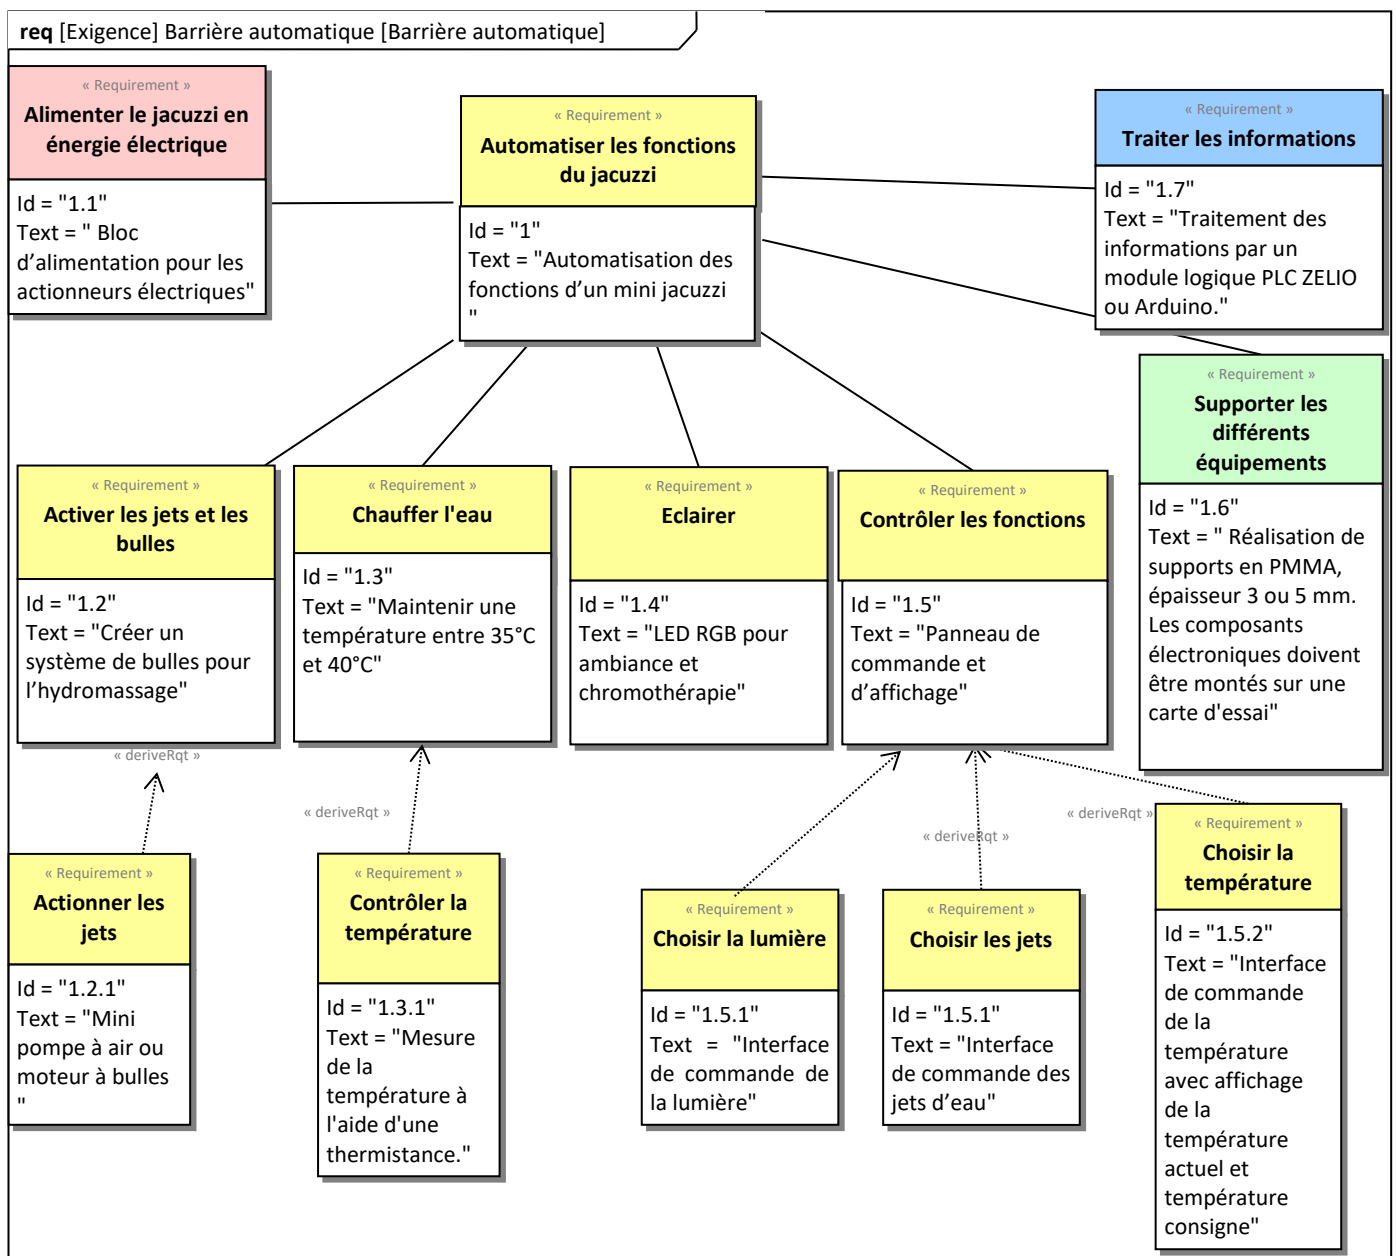 req [Exigence] Barrière automatique [Barrière automatique]
« Requirement »
Alimenter le jacuzzi en
énergie électrique
Id = "1.1"
Text = " Bloc
d’alimentation pour les
actionneurs électriques"
« Requirement »
Automatiser les fonctions
du jacuzzi
Id = "1"
Text = "Automatisation des
fonctions d’un mini jacuzzi
"
« Requirement »
Traiter les informations
Id = "1.7"
Text = "Traitement des
informations par un
module logique PLC ZELIO
ou Arduino."
« Requirement »
Supporter les
différents
équipements
Id = "1.6"
Text = " Réalisation de
supports en PMMA,
épaisseur 3 ou 5 mm.
Les composants
électroniques doivent
être montés sur une
carte d'essai"
« Requirement »
Activer les jets et les
bulles
Id = "1.2"
Text = "Créer un
système de bulles pour
l’hydromassage"
« Requirement »
Chauffer l'eau
Id = "1.3"
Text = "Maintenir une
température entre 35°C
et 40°C"
« Requirement »
Eclairer
Id = "1.4"
Text = "LED RGB pour
ambiance et
chromothérapie"
« Requirement »
Contrôler les fonctions
Id = "1.5"
Text = "Panneau de
commande et
d’affichage"
« deriveRqt »
« deriveRqt »
« deriveRqt »
« deriveRqt »
« Requirement »
Actionner les
jets
Id = "1.2.1"
Text = "Mini
pompe à air ou
moteur à bulles
"
« Requirement »
Contrôler la
température
Id = "1.3.1"
Text = "Mesure
de la
température à
l'aide d'une
thermistance."
« Requirement »
Choisir la lumière
Id = "1.5.1"
Text = "Interface
de commande de
la lumière"
« Requirement »
Choisir les jets
Id = "1.5.1"
Text = "Interface
de commande des
jets d’eau"
« Requirement »
Choisir la
température
Id = "1.5.2"
Text = "Interface
de commande
de la
température
avec affichage
de la
température
actuel et
température
consigne"